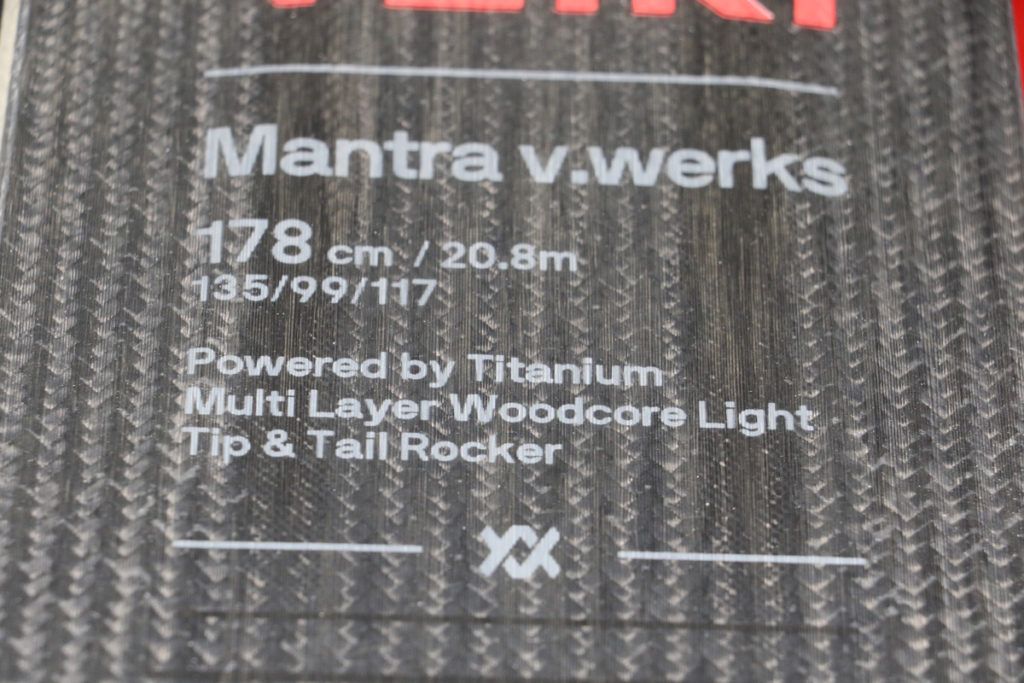 Mantra v.werks
178 cm / 20.8m
135/99/117
Powered by Titanium
Multi Layer Woodcore Light
Tip & Tail Rocker